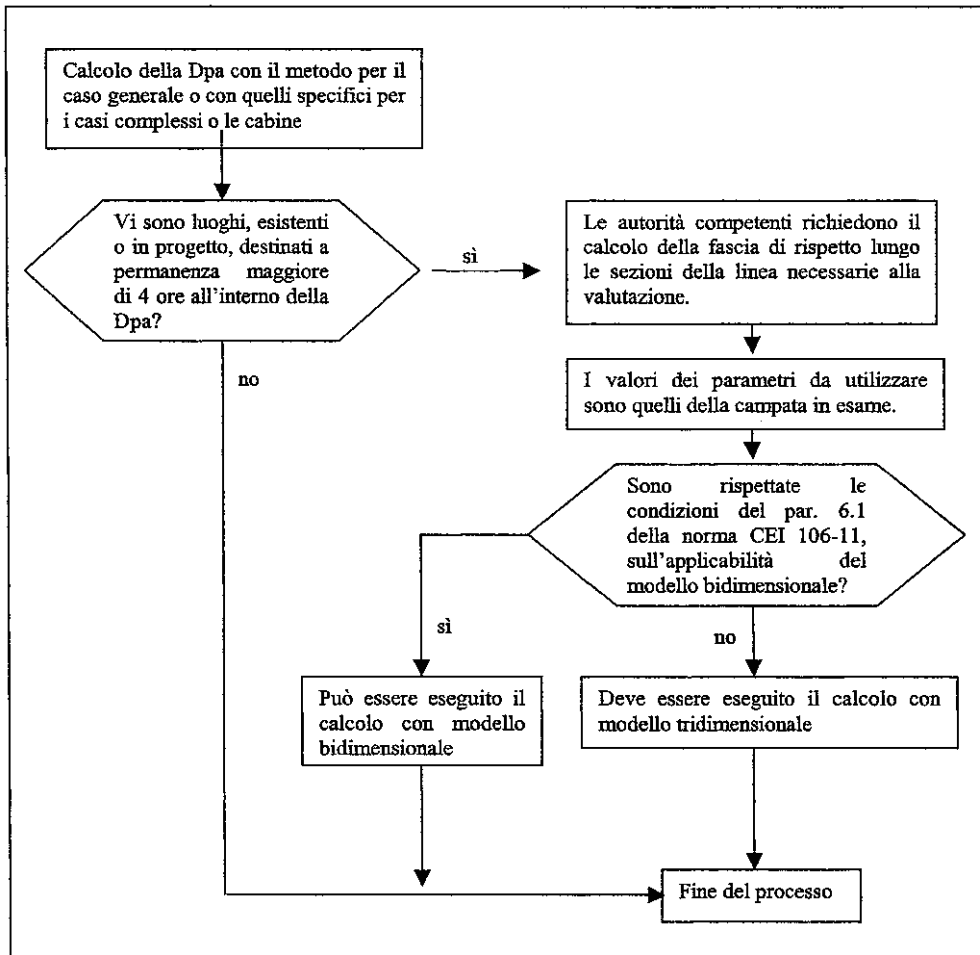 Calcolo della Dpa con il metodo per il
caso generale o con quelli specifici per
i casi complessi o le cabine
Vi sono luoghi, esistenti
o in progetto, destinati a
permanenza maggiore
di 4 ore all'interno della
Dpa?
sì
Le autorità competenti richiedono il
calcolo della fascia di rispetto lungo
le sezioni della linea necessarie alla
valutazione.
no
I valori dei parametri da utilizzare
sono quelli della campata in esame.
Sono rispettate le
condizioni del par. 6.1
della norma CEI 106-11,
sull'applicabilità del
modello bidimensionale?
sì
no
Può essere eseguito il
calcolo con modello
bidimensionale
Deve essere eseguito il calcolo con
modello tridimensionale
Fine del processo